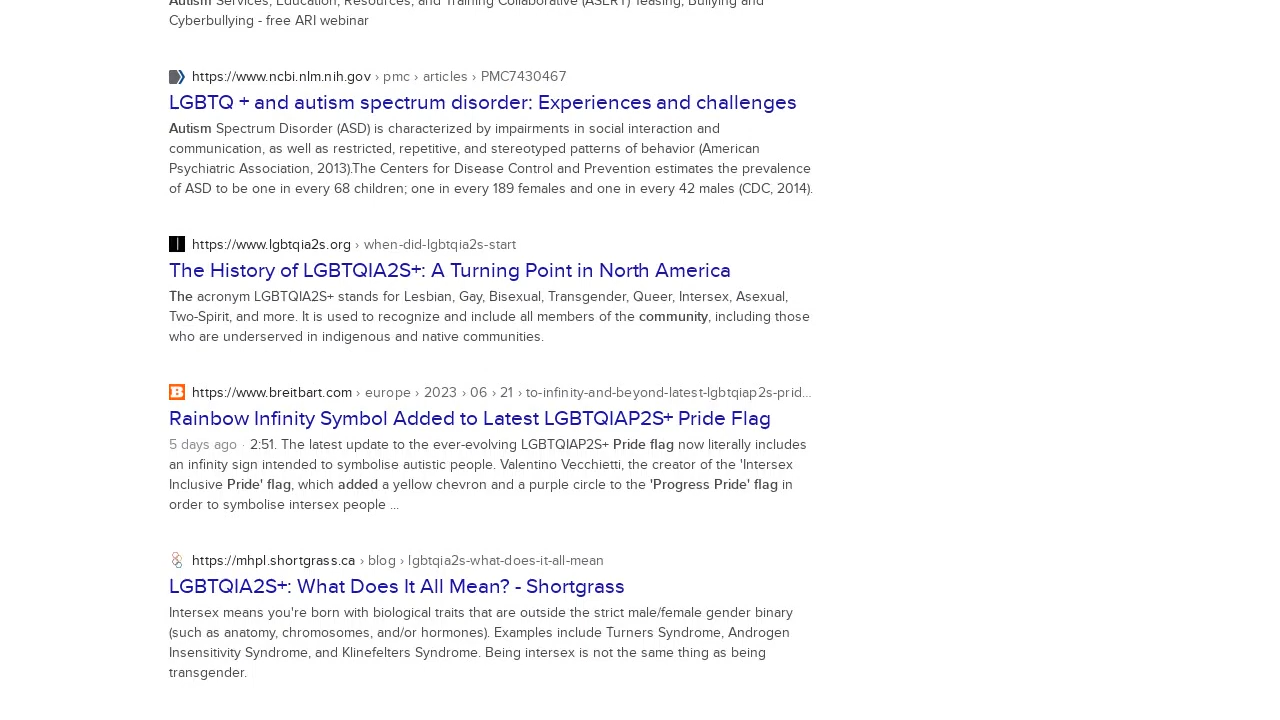 Autism Services, Education, Resources, and Training Collaborative (ASERT) Teasing, Bullying and
Cyberbullying - free ARI webinar
https://www.ncbi.nlm.nih.gov › pmc › articles › PMC7430467
LGBTQ + and autism spectrum disorder: Experiences and challenges
Autism Spectrum Disorder (ASD) is characterized by impairments in social interaction and
communication, as well as restricted, repetitive, and stereotyped patterns of behavior (American
Psychiatric Association, 2013).The Centers for Disease Control and Prevention estimates the prevalence
of ASD to be one in every 68 children; one in every 189 females and one in every 42 males (CDC, 2014).
https://www.lgbtqia2s.org › when-did-lgbtqia2s-start
The History of LGBTQIA2S+: A Turning Point in North America
The acronym LGBTQIA2S+ stands for Lesbian, Gay, Bisexual, Transgender, Queer, Intersex, Asexual,
Two-Spirit, and more. It is used to recognize and include all members of the community, including those
who are underserved in indigenous and native communities.
https://www.breitbart.com › europe › 2023 › 06 › 21 › to-infinity-and-beyond-latest-lgbtqiap2s-prid...
Rainbow Infinity Symbol Added to Latest LGBTQIAP2S+ Pride Flag
5 days ago · 2:51. The latest update to the ever-evolving LGBTQIAP2S+ Pride flag now literally includes
an infinity sign intended to symbolise autistic people. Valentino Vecchietti, the creator of the 'Intersex
Inclusive Pride' flag, which added a yellow chevron and a purple circle to the 'Progress Pride' flag in
order to symbolise intersex people ...
https://mhpl.shortgrass.ca › blog › lgbtqia2s-what-does-it-all-mean
LGBTQIA2S+: What Does It All Mean? - Shortgrass
Intersex means you're born with biological traits that are outside the strict male/female gender binary
(such as anatomy, chromosomes, and/or hormones). Examples include Turners Syndrome, Androgen
Insensitivity Syndrome, and Klinefelters Syndrome. Being intersex is not the same thing as being
transgender.